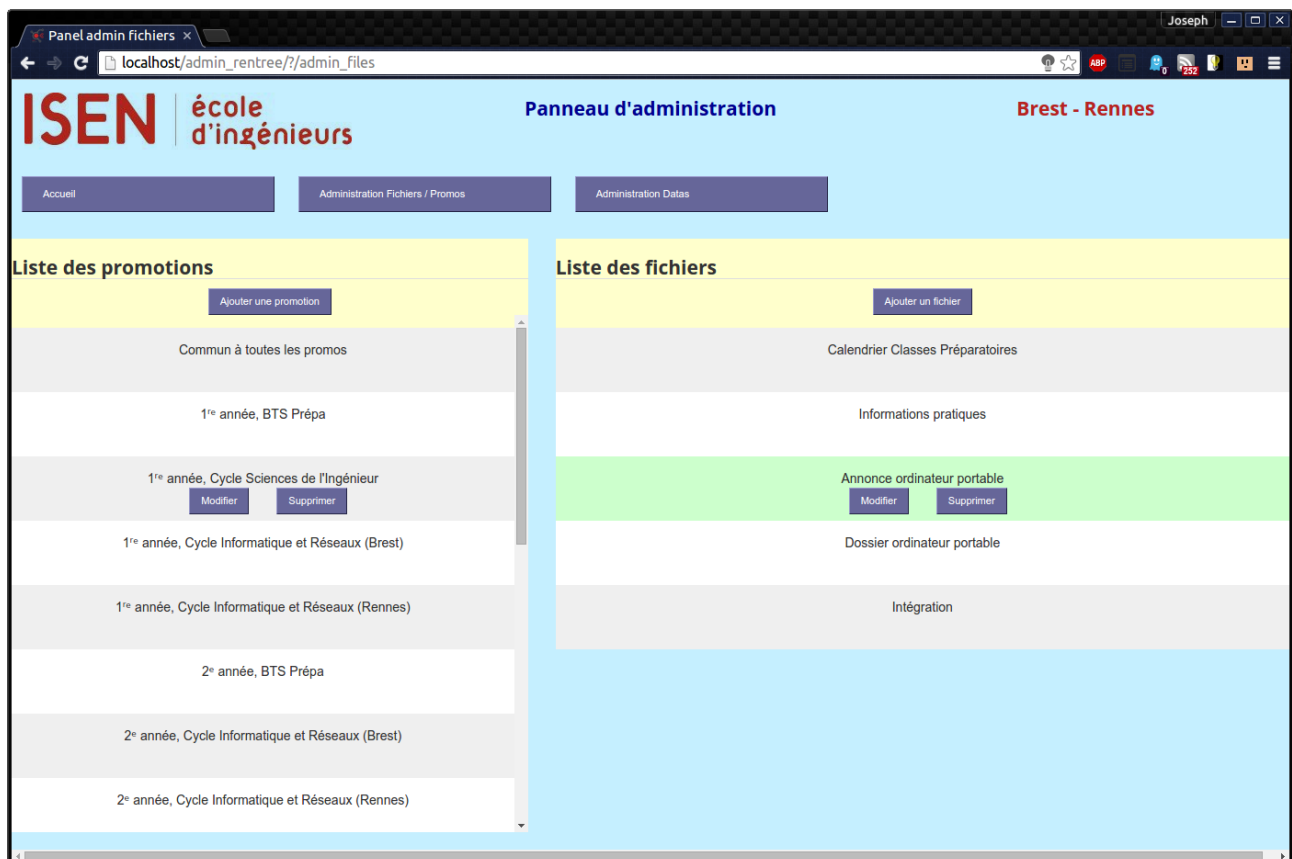 Joseph
Panel admin fichiers
localhost/admin_rentree/?/admin_files
ABP
0
252
ISEN
école
d'ingénieurs
Panneau d'administration
Brest - Rennes
Accueil
Administration Fichiers / Promos
Administration Datas
Liste des promotions
Ajouter une promotion
Commun à toutes les promos
1re année, BTS Prépa
1re année, Cycle Sciences de l'Ingénieur
Modifier
Supprimer
1re année, Cycle Informatique et Réseaux (Brest)
1re année, Cycle Informatique et Réseaux (Rennes)
2e année, BTS Prépa
2e année, Cycle Informatique et Réseaux (Brest)
2e année, Cycle Informatique et Réseaux (Rennes)
Liste des fichiers
Ajouter un fichier
Calendrier Classes Préparatoires
Informations pratiques
Annonce ordinateur portable
Modifier
Supprimer
Dossier ordinateur portable
Intégration